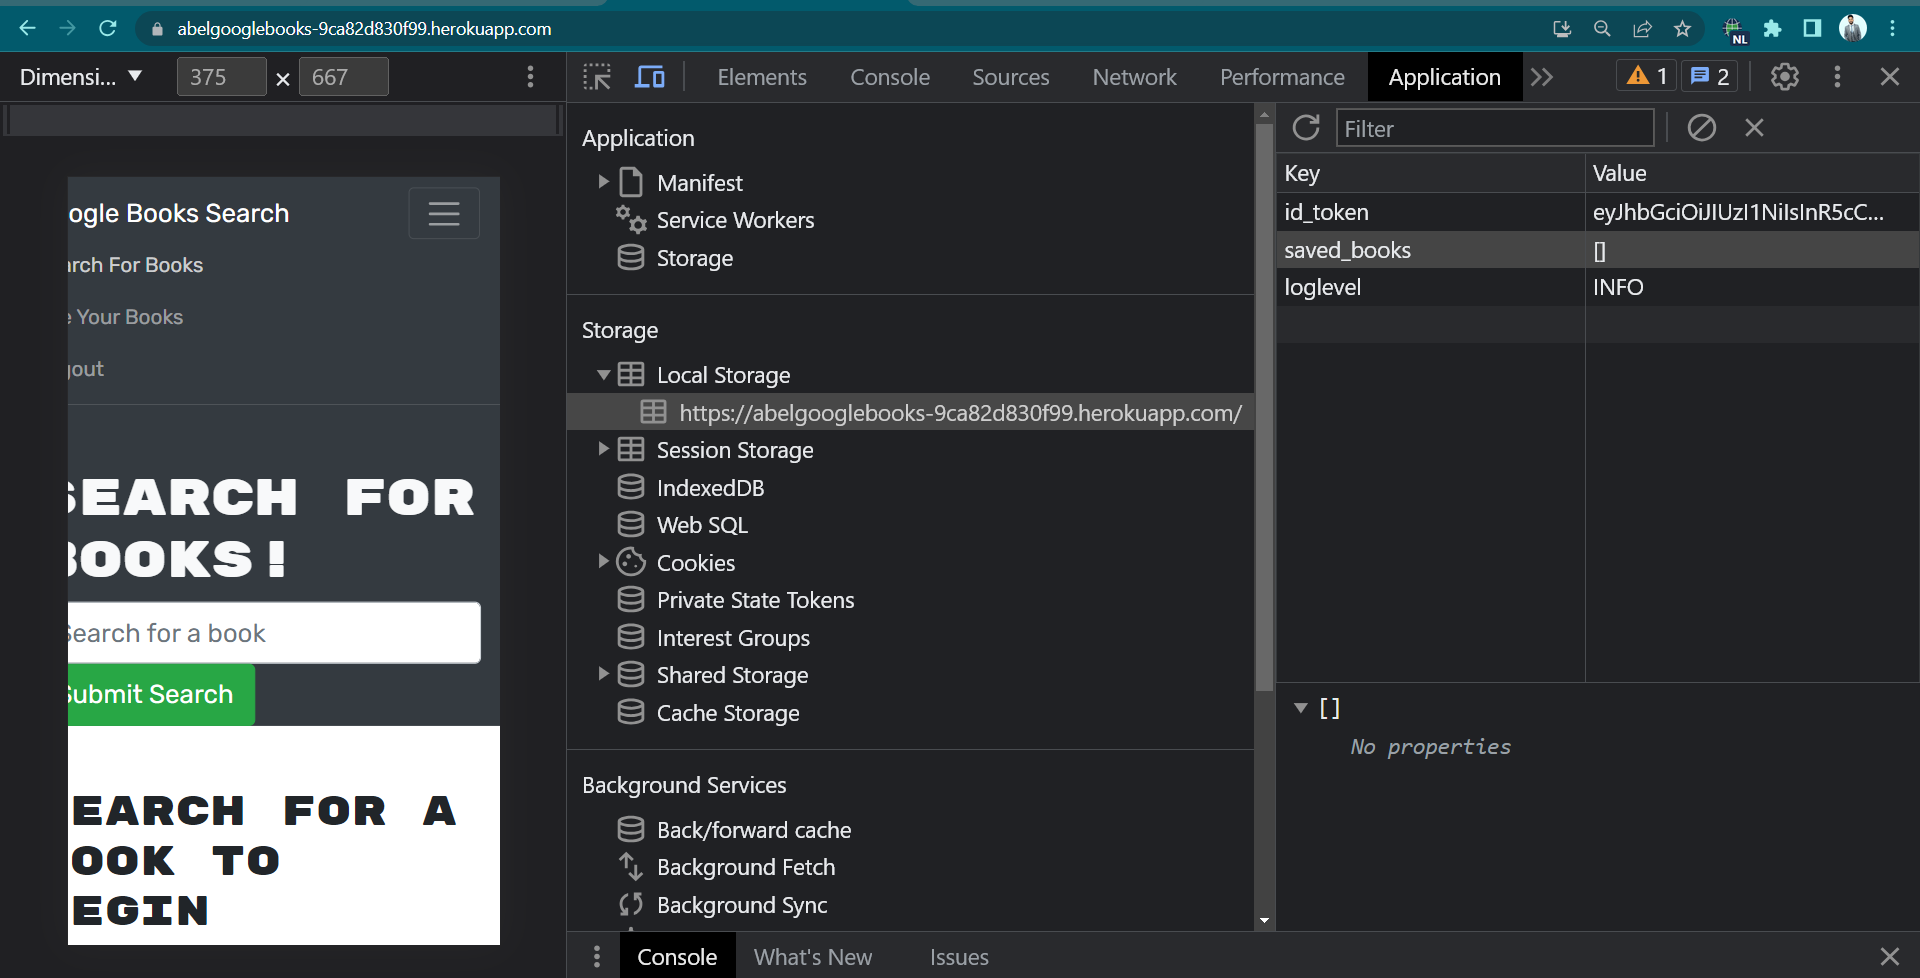 abelgooglebooks-9ca82d830f99.herokuapp.com
NL
Dimensi... ▼ 375 × 667
Elements Console Sources Network Performance Application 1 2
ogle Books Search
rch For Books
e Your Books
gout
SEARCH FOR
BOOKS!
Search for a book
Submit Search
EARCH FOR A
OOK TO
EGIN
Application
Manifest
Service Workers
Storage
Storage
Local Storage
https://abelgooglebooks-9ca82d830f99.herokuapp.com/
Session Storage
IndexedDB
Web SQL
Cookies
Private State Tokens
Interest Groups
Shared Storage
Cache Storage
Background Services
Back/forward cache
Background Fetch
Background Sync
Filter
Key Value
id_token eyJhbGciOiJIUzI1NiIsInR5cC...
saved_books []
loglevel INFO
[]
No properties
Console What's New Issues